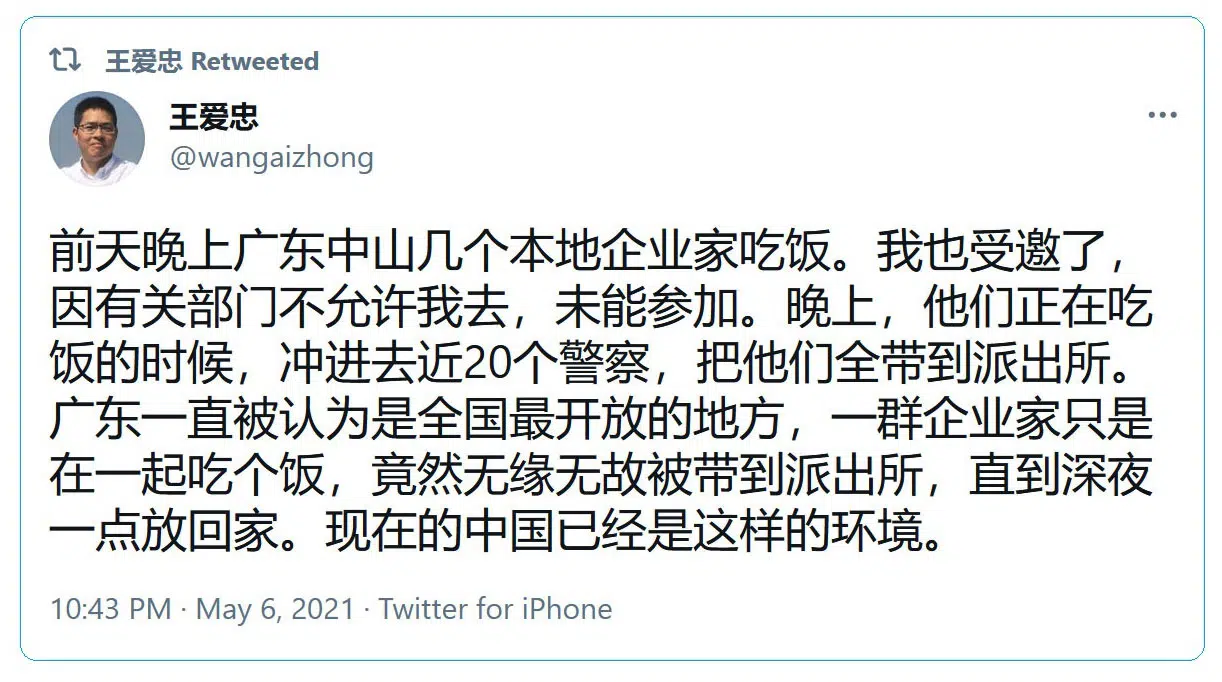 王爱忠 Retweeted
王爱忠
@wangaizhong
前天晚上广东中山几个本地企业家吃饭。我也受邀了，
因有关部门不允许我去，未能参加。晚上，他们正在吃
饭的时候，冲进去近20个警察，把他们全带到派出所。
广东一直被认为是全国最开放的地方，一群企业家只是
在一起吃个饭，竟然无缘无故被带到派出所，直到深夜
一点放回家。现在的中国已经是这样的环境。
10:43 PM · May 6, 2021 · Twitter for iPhone